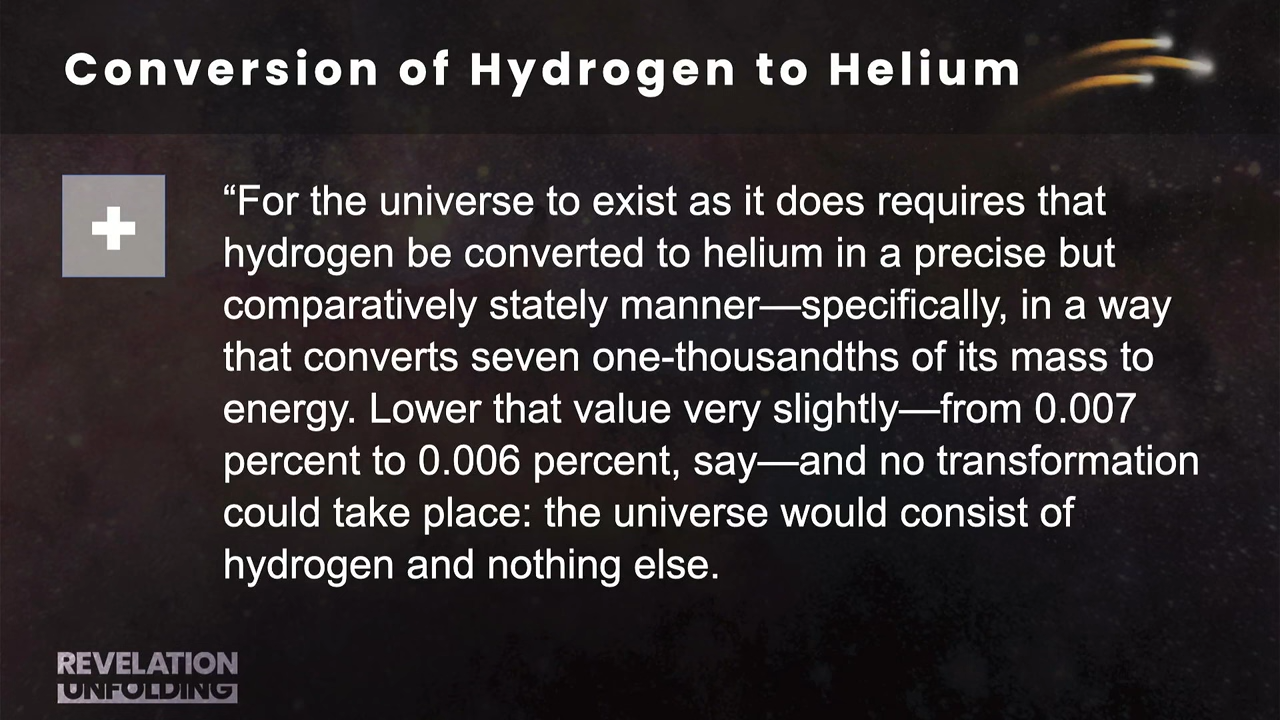 Conversion of Hydrogen to Helium
“For the universe to exist as it does requires that
hydrogen be converted to helium in a precise but
comparatively stately manner—specifically, in a way
that converts seven one-thousandths of its mass to
energy. Lower that value very slightly—from 0.007
percent to 0.006 percent, say—and no transformation
could take place: the universe would consist of
hydrogen and nothing else.
REVELATION
UNFOLDING